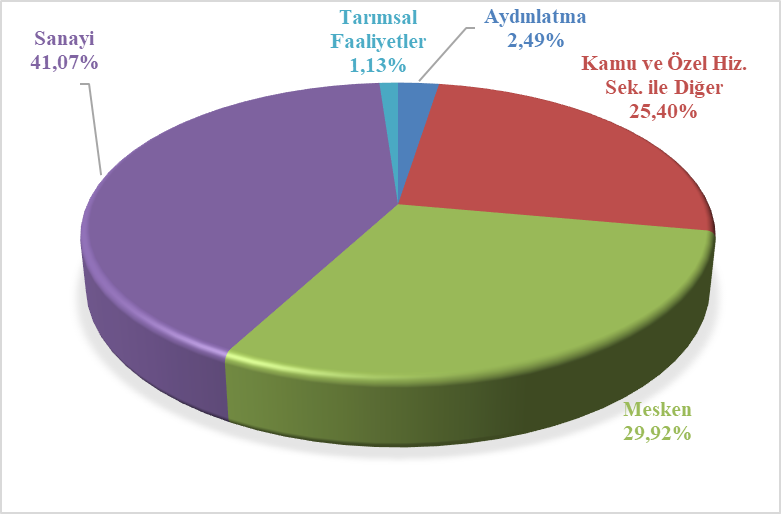 Sanayi
41,07%
Tarımsal
Faaliyetler
1,13%
Aydınlatma
2,49%
Kamu ve Özel Hiz.
Sek. ile Diğer
25,40%
Mesken
29,92%